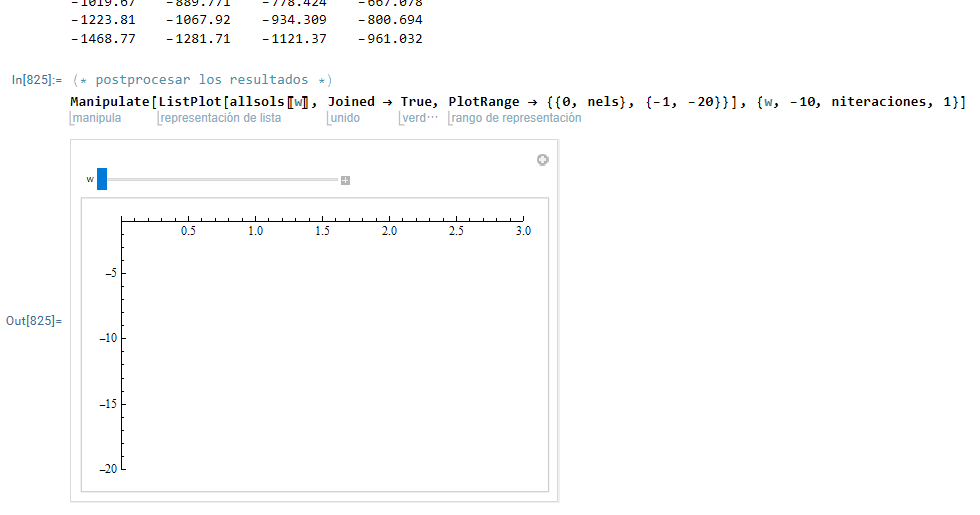 -1019.67 -889.771 -778.424 -667.078
-1223.81 -1067.92 -934.309 -800.694
-1468.77 -1281.71 -1121.37 -961.032
In[825]:= (* postprocesar los resultados *)
Manipulate[ListPlot[allsols〚w〛, Joined → True, PlotRange → {{0, nels}, {-1, -20}}], {w, -10, niteraciones, 1}]
manipula representación de lista unido verd⋯ rango de representación
w
0.5 1.0 1.5 2.0 2.5 3.0
-5
-10
Out[825]=
-15
-20